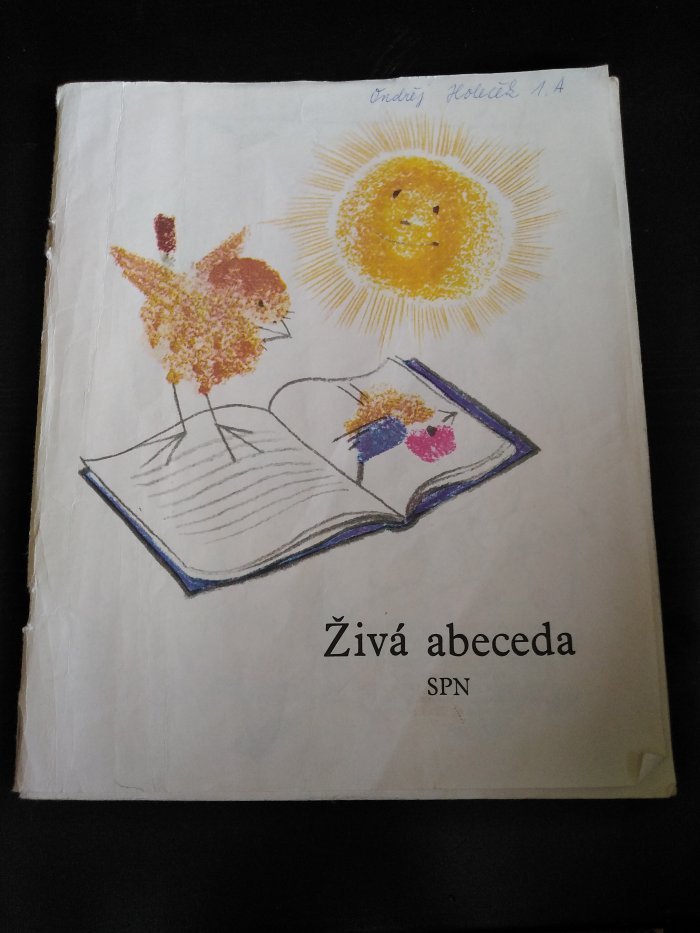 Ondřej Holeček 1. A
Živá abeceda
SPN